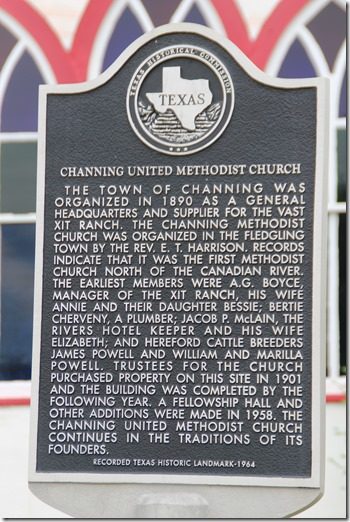 TEXAS HISTORICAL COMMISSION
TEXAS
CHANNING UNITED METHODIST CHURCH
THE TOWN OF CHANNING WAS
ORGANIZED IN 1890 AS A GENERAL
HEADQUARTERS AND SUPPLIER FOR THE VAST
XIT RANCH. THE CHANNING METHODIST
CHURCH WAS ORGANIZED IN THE FLEDGLING
TOWN BY THE REV. E. T. HARRISON. RECORDS
INDICATE THAT IT WAS THE FIRST METHODIST
CHURCH NORTH OF THE CANADIAN RIVER.
THE EARLIEST MEMBERS WERE A.G. BOYCE,
MANAGER OF THE XIT RANCH, HIS WIFE
ANNIE AND THEIR DAUGHTER BESSIE; BERTIE
CHERVENY, A PLUMBER; JACOB P. McLAIN, THE
RIVERS HOTEL KEEPER AND HIS WIFE
ELIZABETH; AND HEREFORD CATTLE BREEDERS
JAMES POWELL AND WILLIAM AND MARILLA
POWELL. TRUSTEES FOR THE CHURCH
PURCHASED PROPERTY ON THIS SITE IN 1901
AND THE BUILDING WAS COMPLETED BY THE
FOLLOWING YEAR. A FELLOWSHIP HALL AND
OTHER ADDITIONS WERE MADE IN 1958. THE
CHANNING UNITED METHODIST CHURCH
CONTINUES IN THE TRADITIONS OF ITS
FOUNDERS.
RECORDED TEXAS HISTORIC LANDMARK-1964